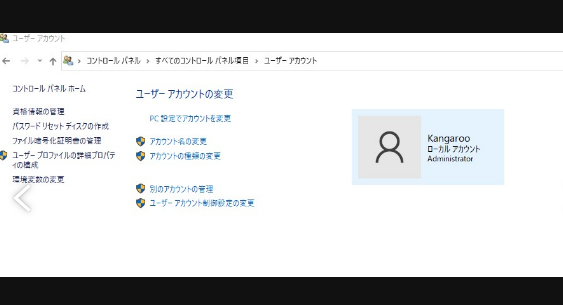 ユーザー アカウント
コントロール パネル › すべてのコントロール パネル項目 › ユーザー アカウント
コントロール パネル ホーム
資格情報の管理
パスワード リセット ディスクの作成
ファイル暗号化証明書の管理
ユーザー プロファイルの詳細プロパテ
ィの構成
環境変数の変更
ユーザー アカウントの変更
PC 設定でアカウントを変更
アカウント名の変更
アカウントの種類の変更
別のアカウントの管理
ユーザー アカウント制御設定の変更
Kangaroo
ローカル アカウント
Administrator